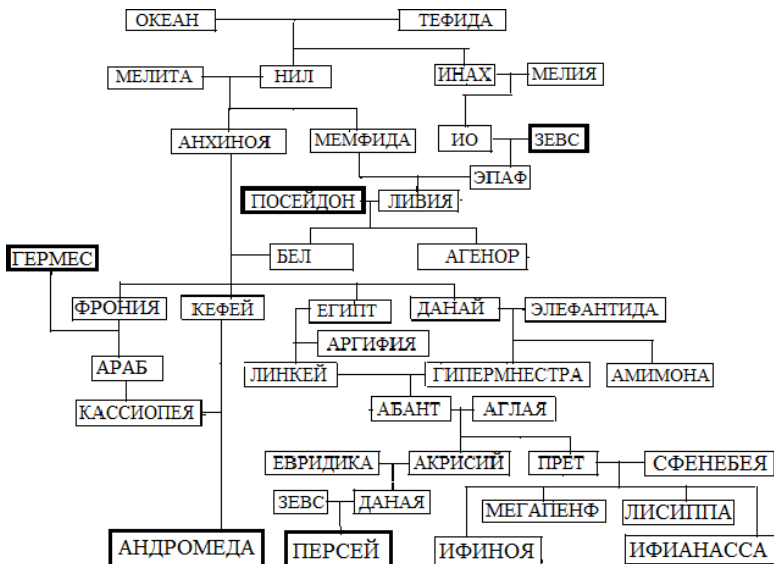 ОКЕАН ТЕФИДА
МЕЛИТА НИЛ ИНАХ МЕЛИЯ
АНХИНОЯ МЕМФИДА ИО ЗЕВС
ЭПАФ
ПОСЕЙДОН ЛИВИЯ
БЕЛ АГЕНОР
ГЕРМЕС
ФРОНИЯ КЕФЕЙ ЕГИПТ ДАНАЙ ЭЛЕФАНТИДА
АРГИФИЯ
АРАБ ЛИНКЕЙ ГИПЕРМНЕСТРА АМИМОНА
КАССИОПЕЯ АБАНТ АГЛАЯ
ЕВРИДИКА АКРИСИЙ ПРЕТ СФЕНЕБЕЯ
ЗЕВС ДАНАЯ МЕГАПЕНФ ЛИСИППА
АНДРОМЕДА ПЕРСЕЙ ИФИНОЯ ИФИАНАССА